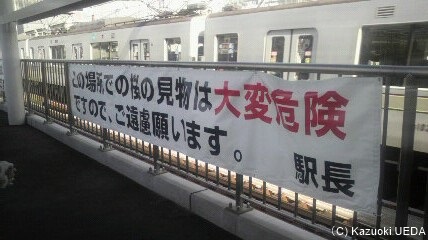 この場所での桜の見物は大変危険
ですので、ご遠慮願います。
駅長
(C) Kazuoki UEDA